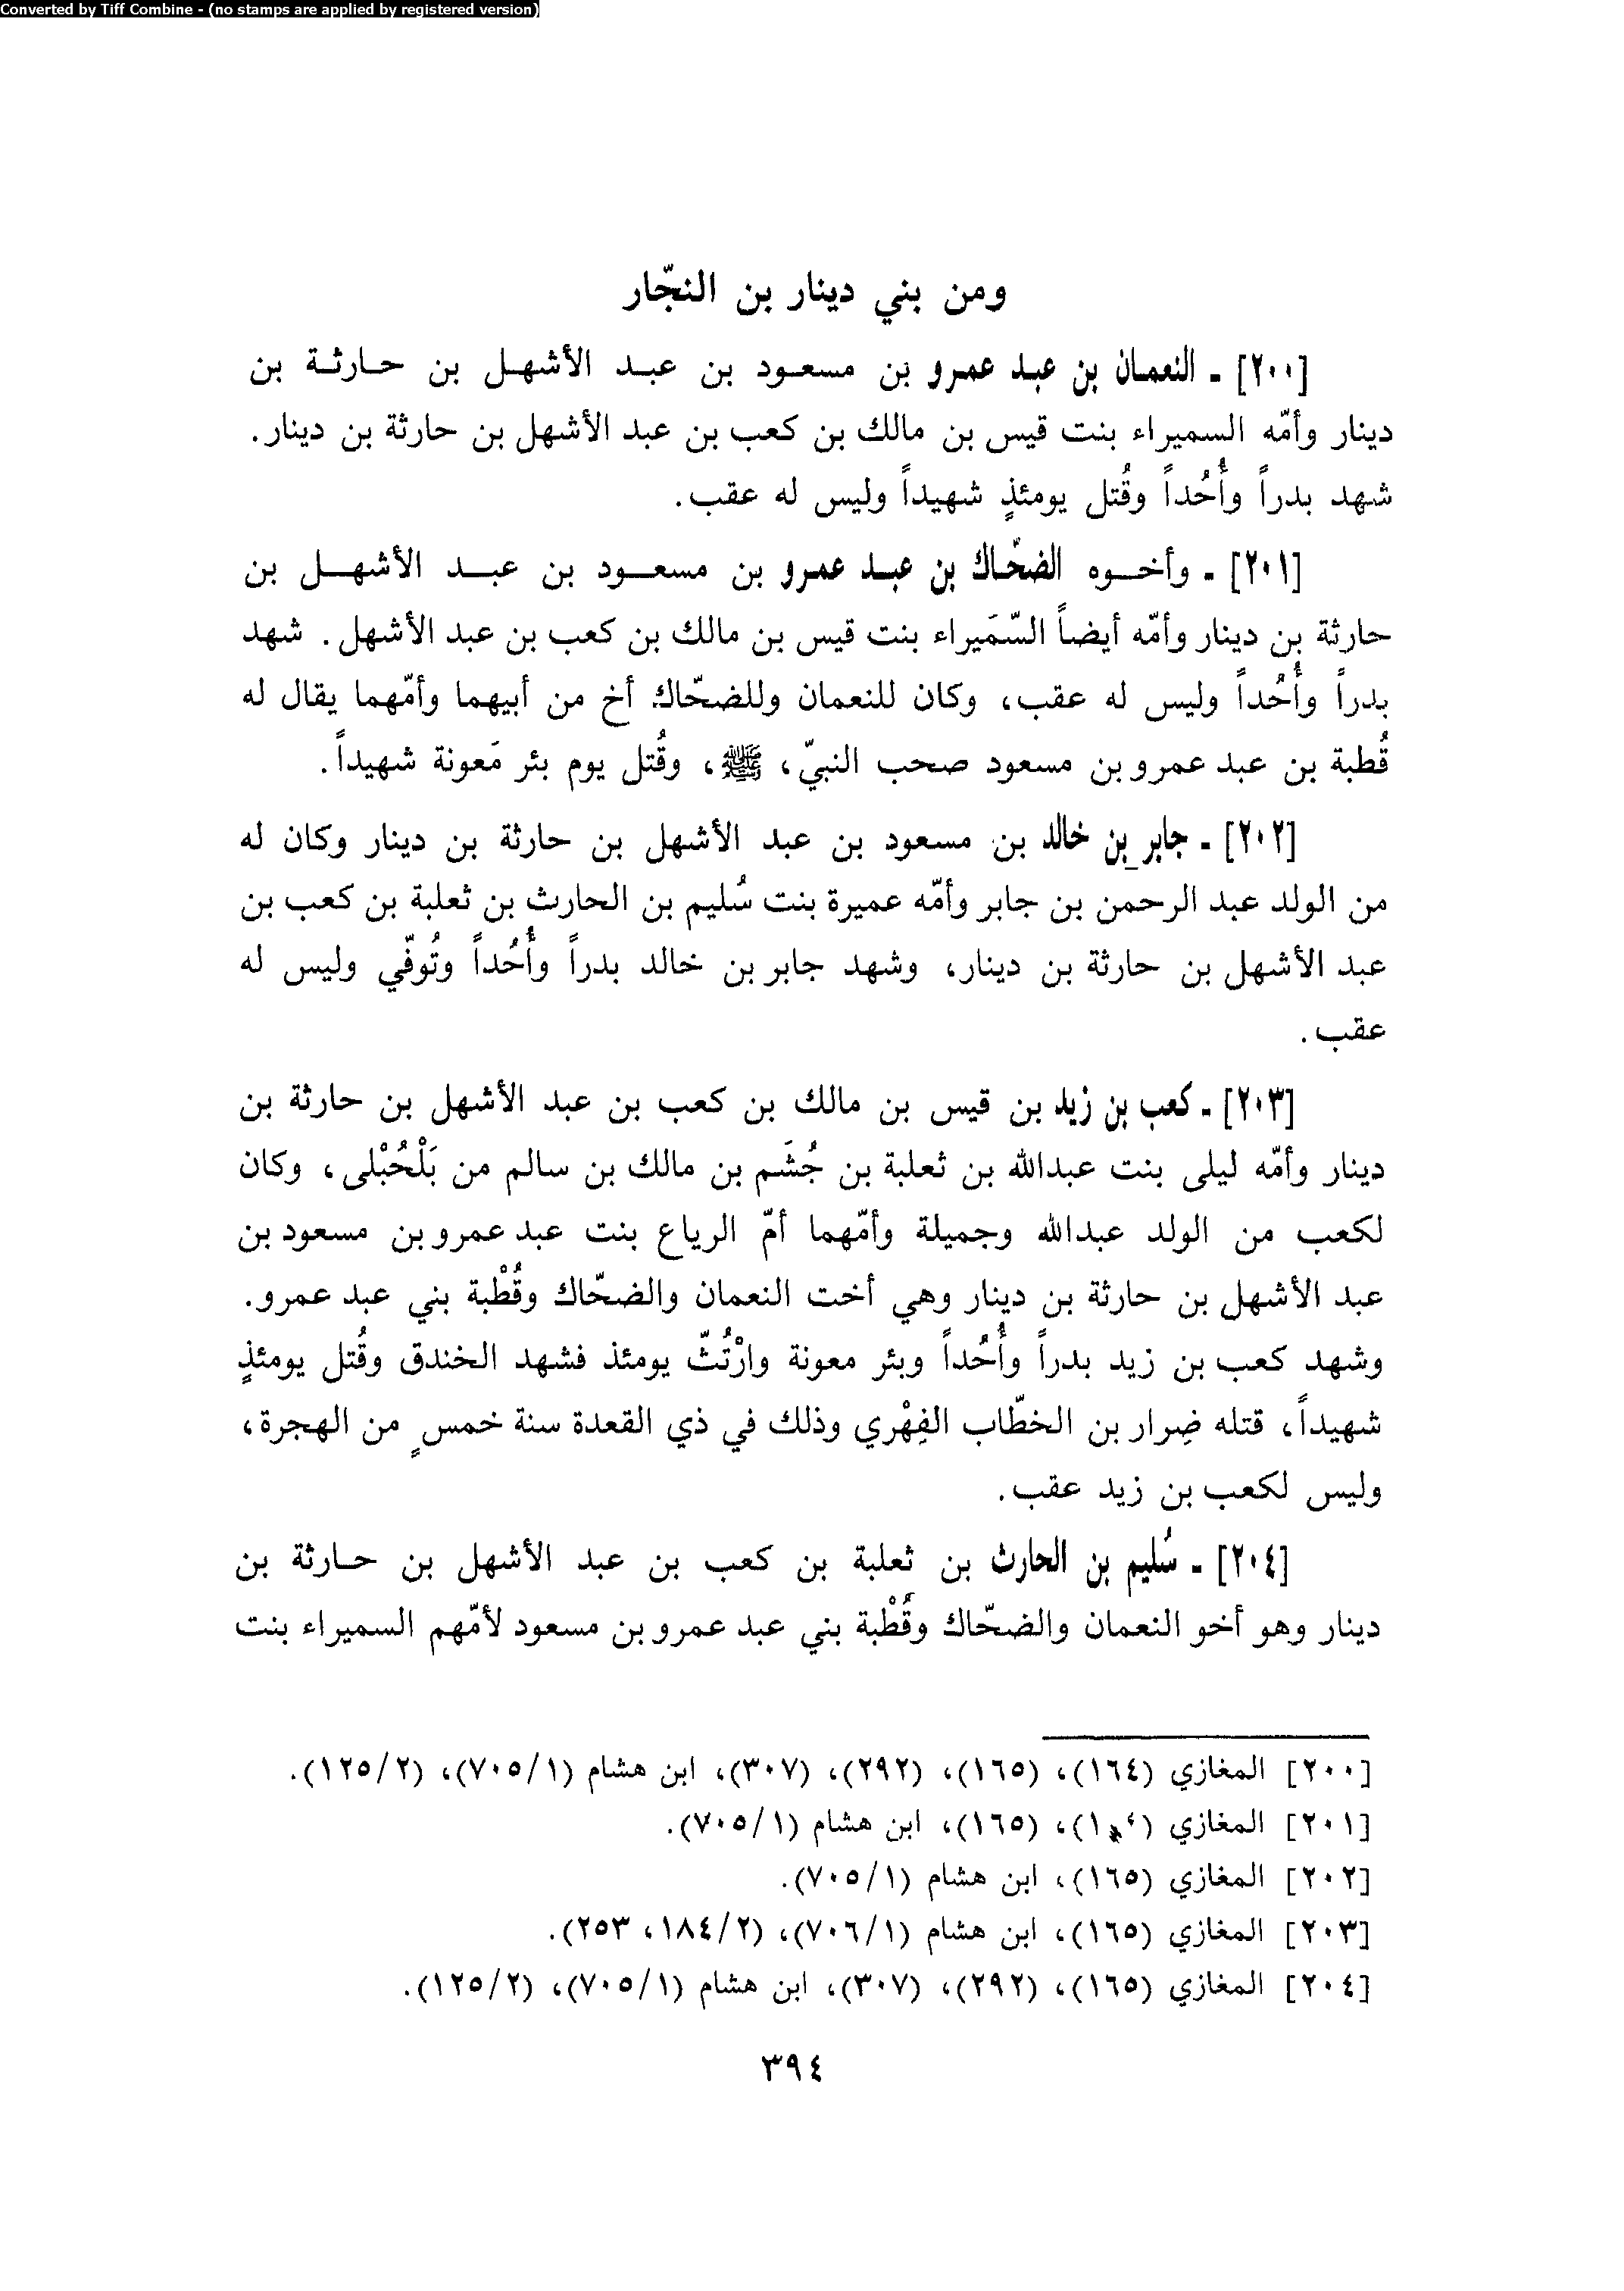 Converted by Tiff Combine - (no stamps are applied by registered version)
ومن بني دينار بن النجّار
[٢٠٠] ـ النعمان بن عبد عمرو بن مسعود بن عبد الأشهل بن حارثة بن
دينار وأمّه السميراء بنت قيس بن مالك بن كعب بن عبد الأشهل بن حارثة بن دينار.
شهد بدراً وأُحُداً وقُتل يومئذٍ شهيداً وليس له عقب.
[٢٠١] ـ وأخوه الضحّاك بن عبد عمرو بن مسعود بن عبد الأشهل بن
حارثة بن دينار وأمّه أيضاً السّمَيراء بنت قيس بن مالك بن كعب بن عبد الأشهل. شهد
بدراً وأُحُداً وليس له عقب، وكان للنعمان وللضحّاك أخ من أبيهما وأمّهما يقال له
قُطبة بن عبد عمرو بن مسعود صحب النبيّ، ﷺ، وقُتل يوم بئر مَعونة شهيداً.
[٢٠٢] ـ جابر بن خالد بن مسعود بن عبد الأشهل بن حارثة بن دينار وكان له
من الولد عبد الرحمن بن جابر وأمّه عميرة بنت سُليم بن الحارث بن ثعلبة بن كعب بن
عبد الأشهل بن حارثة بن دينار، وشهد جابر بن خالد بدراً وأُحُداً وتُوفّي وليس له
عقب.
[٢٠٣] ـ كعب بن زيد بن قيس بن مالك بن كعب بن عبد الأشهل بن حارثة بن
دينار وأمّه ليلى بنت عبدالله بن ثعلبة بن جُشَم بن مالك بن سالم من بَلْحُبْلى، وكان
لكعب من الولد عبدالله وجميلة وأمّهما أمّ الرياع بنت عبد عمرو بن مسعود بن
عبد الأشهل بن حارثة بن دينار وهي أخت النعمان والضحّاك وقُطْبة بني عبد عمرو.
وشهد كعب بن زيد بدراً وأُحُداً وبئر معونة وارْتُثّ يومئذ فشهد الخندق وقُتل يومئذٍ
شهيداً، قتله ضِرار بن الخطّاب الفِهْري وذلك في ذي القعدة سنة خمسٍ من الهجرة،
وليس لكعب بن زيد عقب.
[٢٠٤] ـ سُليم بن الحارث بن ثعلبة بن كعب بن عبد الأشهل بن حارثة بن
دينار وهو أخو النعمان والضحّاك وقُطْبة بني عبد عمرو بن مسعود لأمّهم السميراء بنت
[٢٠٠] المغازي (١٦٤)، (١٦٥)، (٢٩٢)، (٣٠٧)، ابن هشام (٧٠٥/١)، (١٢٥/٢).
[٢٠١] المغازي (١٦٥)، ابن هشام (٧٠٥/١).
[٢٠٢] المغازي (١٦٥)، ابن هشام (٧٠٥/١).
[٢٠٣] المغازي (١٦٥)، ابن هشام (٧٠٦/١)، (١٨٤/٢، ٢٥٣).
[٢٠٤] المغازي (١٦٥)، (٢٩٢)، (٣٠٧)، ابن هشام (٧٠٥/١)، (١٢٥/٢).
٣٩٤